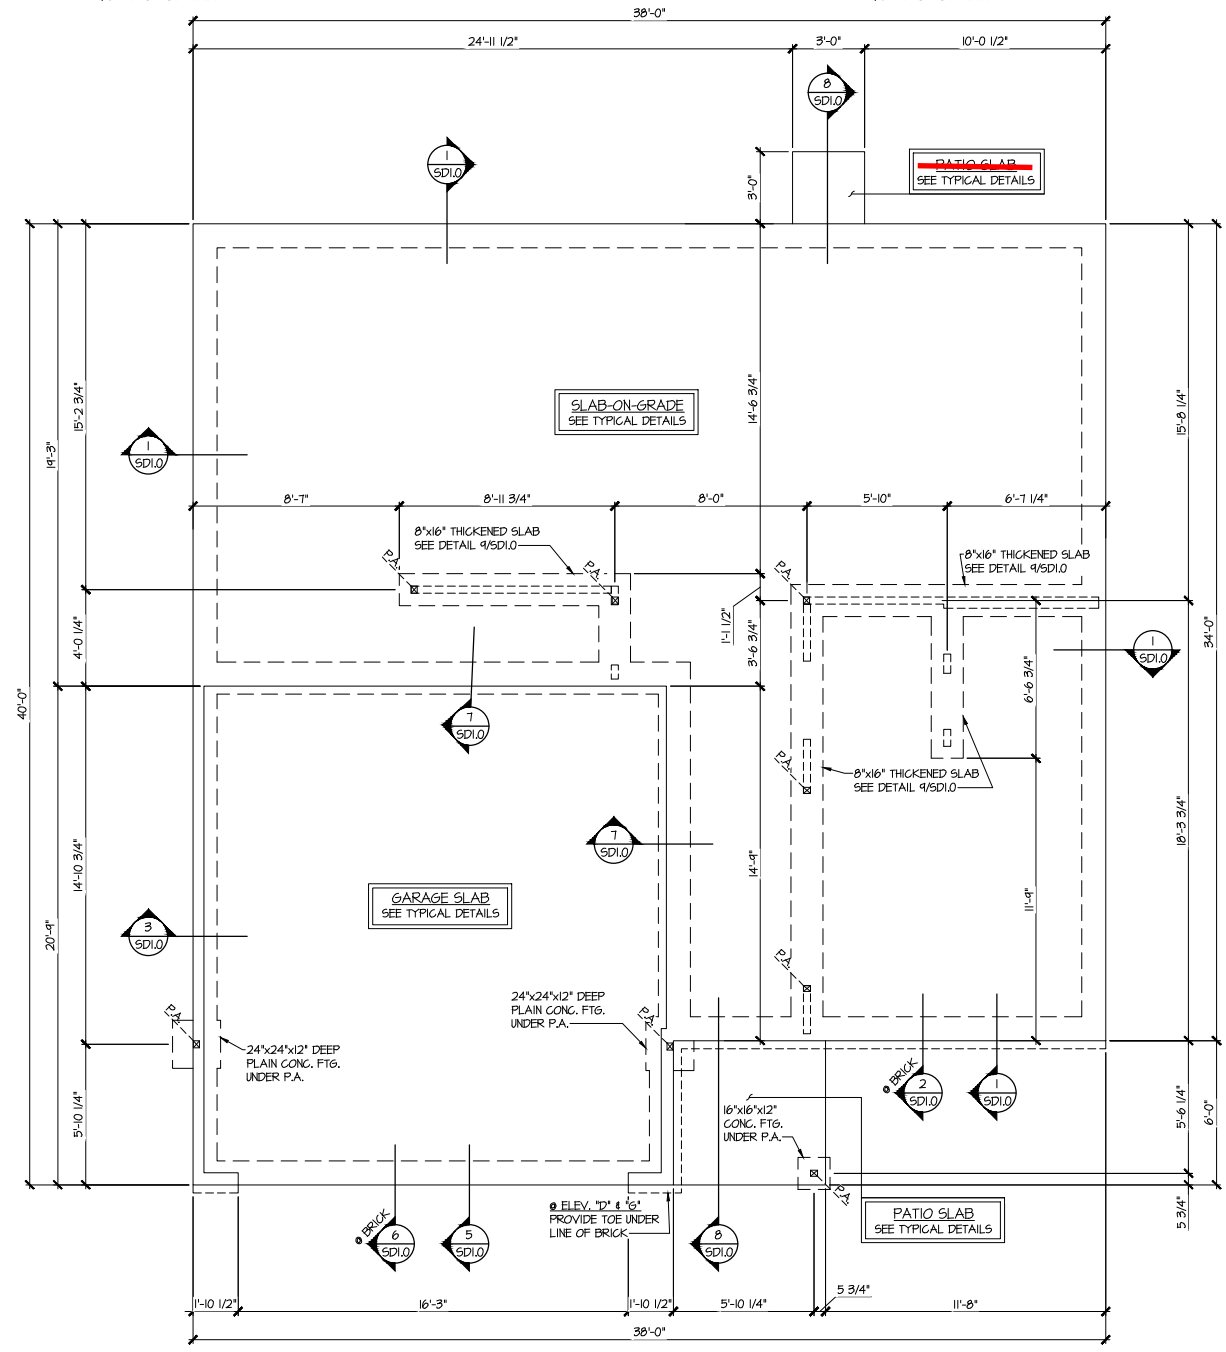 38'-0"
24'-11 1/2"
3'-0"
10'-0 1/2"
8
SD1.0
1
SD1.0
3'-0"
SEE TYPICAL DETAILS
15'-2 3/4"
19'-3"
14'-6 3/4"
15'-8 1/4"
SLAB-ON-GRADE
SEE TYPICAL DETAILS
1
SD1.0
8'-7"
8'-11 3/4"
8'-0"
5'-10"
6'-7 1/4"
8"x16" THICKENED SLAB
SEE DETAIL 9/SD1.0
P.A.
P.A.
P.A.
8"x16" THICKENED SLAB
SEE DETAIL 9/SD1.0
4'-0 1/4"
1'-1 1/2"
3'-6 3/4"
34'-0"
1
SD1.0
6'-6 3/4"
40'-0"
7
SD1.0
P.A.
8"x16" THICKENED SLAB
SEE DETAIL 9/SD1.0
7
SD1.0
14'-10 3/4"
14'-9"
18'-3 3/4"
11'-9"
GARAGE SLAB
SEE TYPICAL DETAILS
20'-9"
3
SD1.0
P.A.
24"x24"x12" DEEP
PLAIN CONC. FTG.
UNDER P.A.
P.A.
P.A.
24"x24"x12" DEEP
PLAIN CONC. FTG.
UNDER P.A.
@ BRICK
2
SD1.0
1
SD1.0
5'-10 1/4"
16"x16"x12"
CONC. FTG.
UNDER P.A.
5'-6 1/4"
6'-0"
P.A.
@ ELEV. "D" & "G"
PROVIDE TOE UNDER
LINE OF BRICK
PATIO SLAB
SEE TYPICAL DETAILS
5 3/4"
@ BRICK
6
SD1.0
5
SD1.0
8
SD1.0
1'-10 1/2"
16'-3"
1'-10 1/2"
5'-10 1/4"
5 3/4"
11'-8"
38'-0"